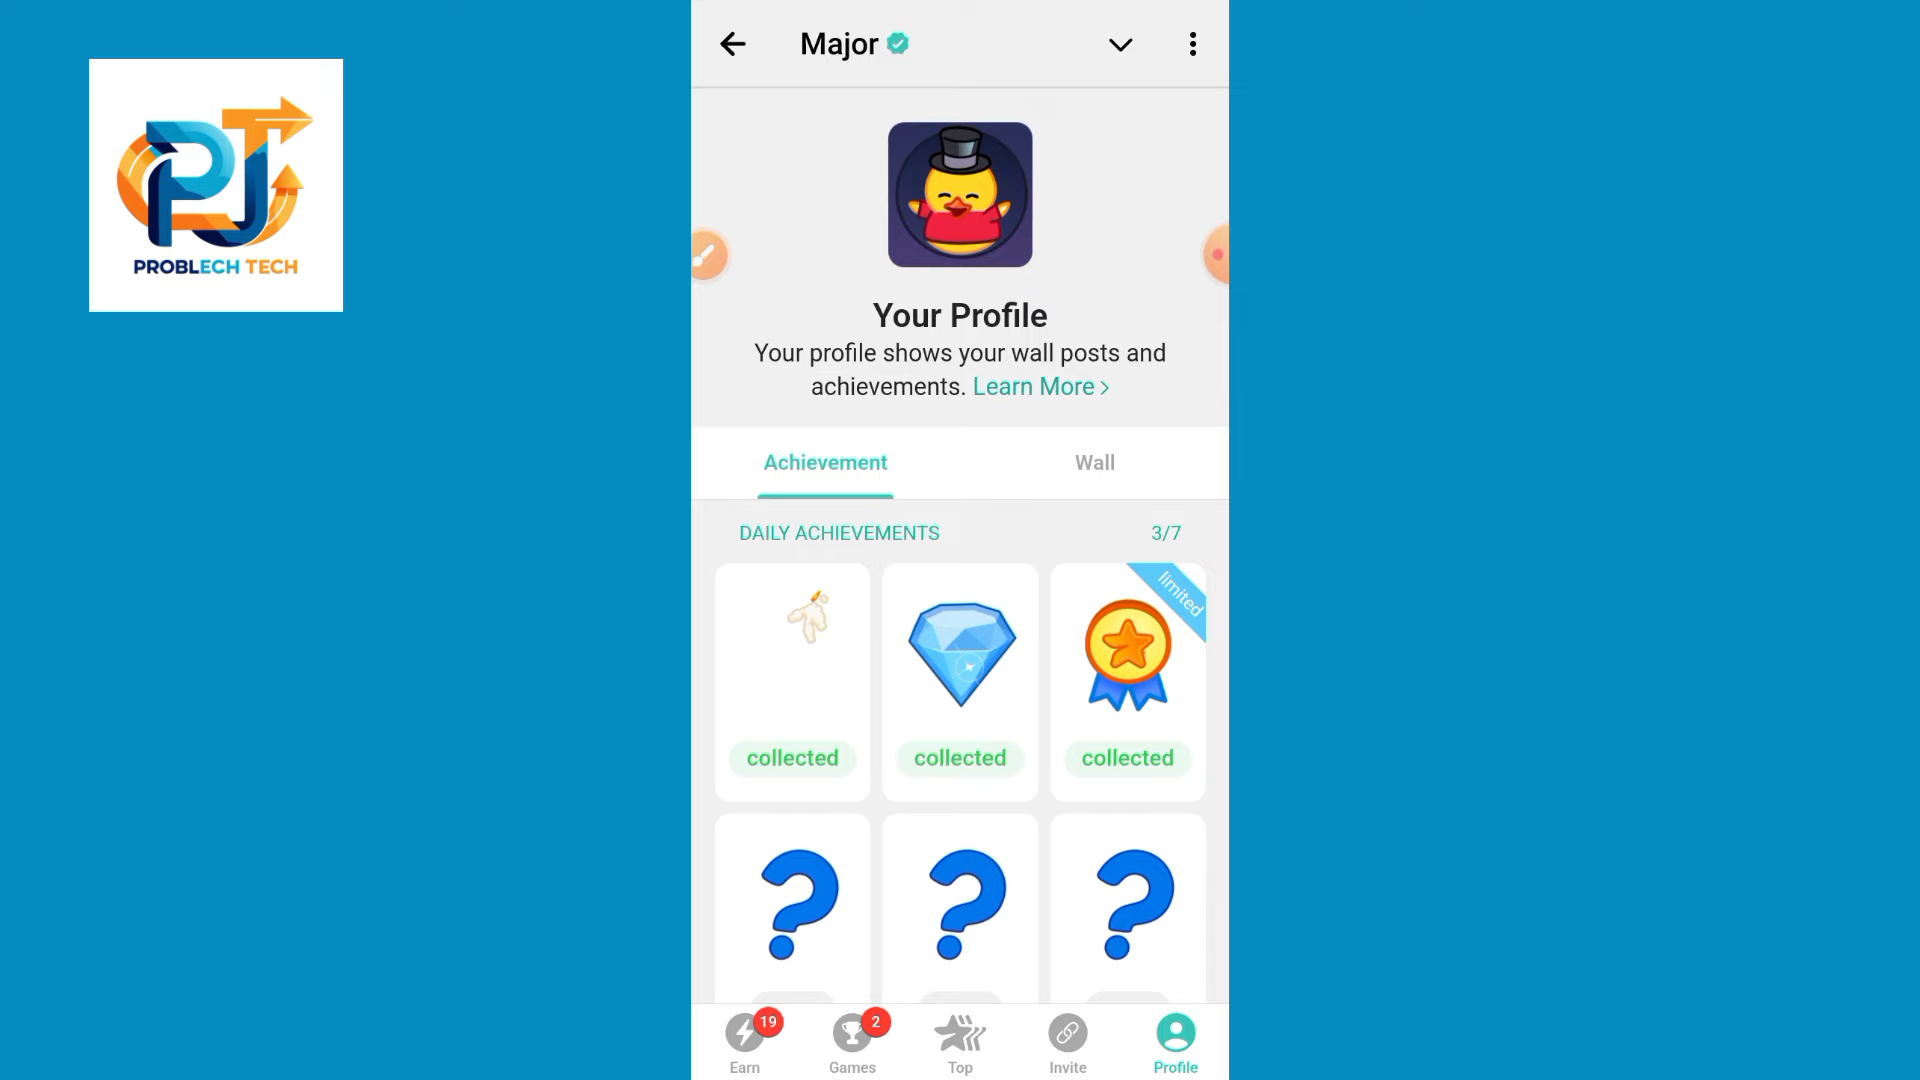 PROBLECH TECH
Major
Your Profile
Your profile shows your wall posts and
achievements. Learn More >
Achievement
Wall
DAILY ACHIEVEMENTS
3/7
limited
collected
collected
collected
19
2
Earn
Games
Top
Invite
Profile